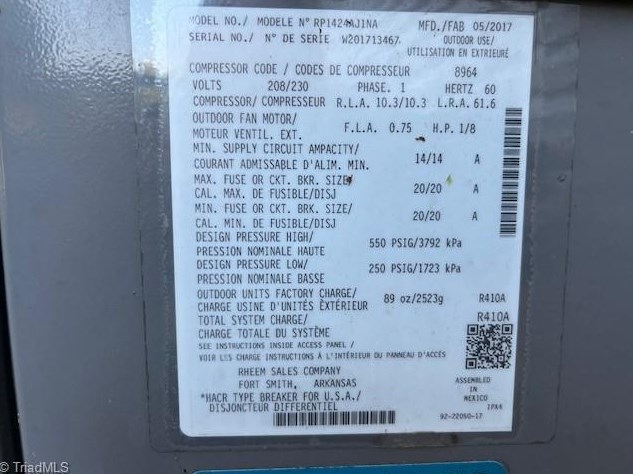 MODEL NO./ MODELE N° RP1424AJ1NA MFD./FAB 05/2017
SERIAL NO./ N° DE SERIE W201713467 OUTDOOR USE/
UTILISATION EN EXTRIEURÉ
COMPRESSOR CODE / CODES DE COMPRESSEUR 8964
VOLTS 208/230 PHASE. 1 HERTZ 60
COMPRESSOR/ COMPRESSEUR R.L.A. 10.3/10.3 L.R.A. 61.6
OUTDOOR FAN MOTOR/
MOTEUR VENTIL. EXT. F.L.A. 0.75 H.P. 1/8
MIN. SUPPLY CIRCUIT AMPACITY/
COURANT ADMISSABLE D'ALIM. MIN. 14/14 A
MAX. FUSE OR CKT. BKR. SIZE/
CAL. MAX. DE FUSIBLE/DISJ 20/20 A
MIN. FUSE OR CKT. BRK. SIZE/
CAL. MIN. DE FUSIBLE/DISJ 20/20 A
DESIGN PRESSURE HIGH/
PRESSION NOMINALE HAUTE 550 PSIG/3792 kPa
DESIGN PRESSURE LOW/
PRESSION NOMINALE BASSE 250 PSIG/1723 kPa
OUTDOOR UNITS FACTORY CHARGE/
CHARGE USINE D'UNITÉS ÈXTÉRIEUR 89 oz/2523g R410A
TOTAL SYSTEM CHARGE/ R410A
CHARGE TOTALE DU SYSTÈME
SEE INSTRUCTIONS INSIDE ACCESS PANEL /
VOIR LES CHARGE INSTRUCTIONS À L'INTÉRIEUR DU PANNEAU D'ACCÈS
RHEEM SALES COMPANY
FORT SMITH, ARKANSAS
ASSEMBLED
IN
MEXICO
*HACR TYPE BREAKER FOR U.S.A./
DISJONCTEUR DIFFERENTIEL
IPA4
92-22050-17
© TriadMLS